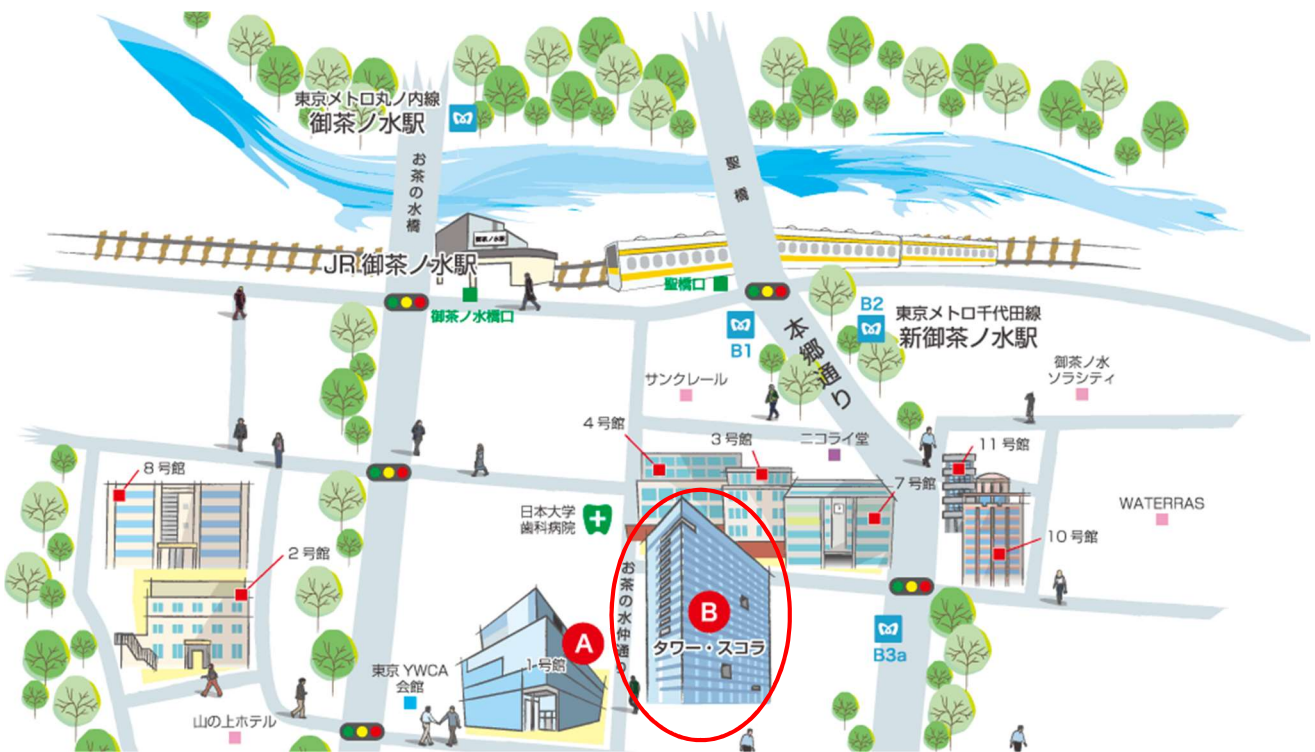 東京メトロ丸ノ内線
御茶ノ水駅
お茶の水橋
聖橋
御茶ノ水駅
JR 御茶ノ水駅
御茶ノ水橋口
聖橋口
B1
B2
東京メトロ千代田線
新御茶ノ水駅
本郷通り
サンクレール
御茶ノ水
ソラシティ
4号館
3号館
ニコライ堂
11号館
8号館
7号館
日本大学
歯科病院
WATERRAS
10号館
2号館
お茶の水仲通り
A
1号館
B
タワー・スコラ
B3a
東京 YWCA
会館
山の上ホテル